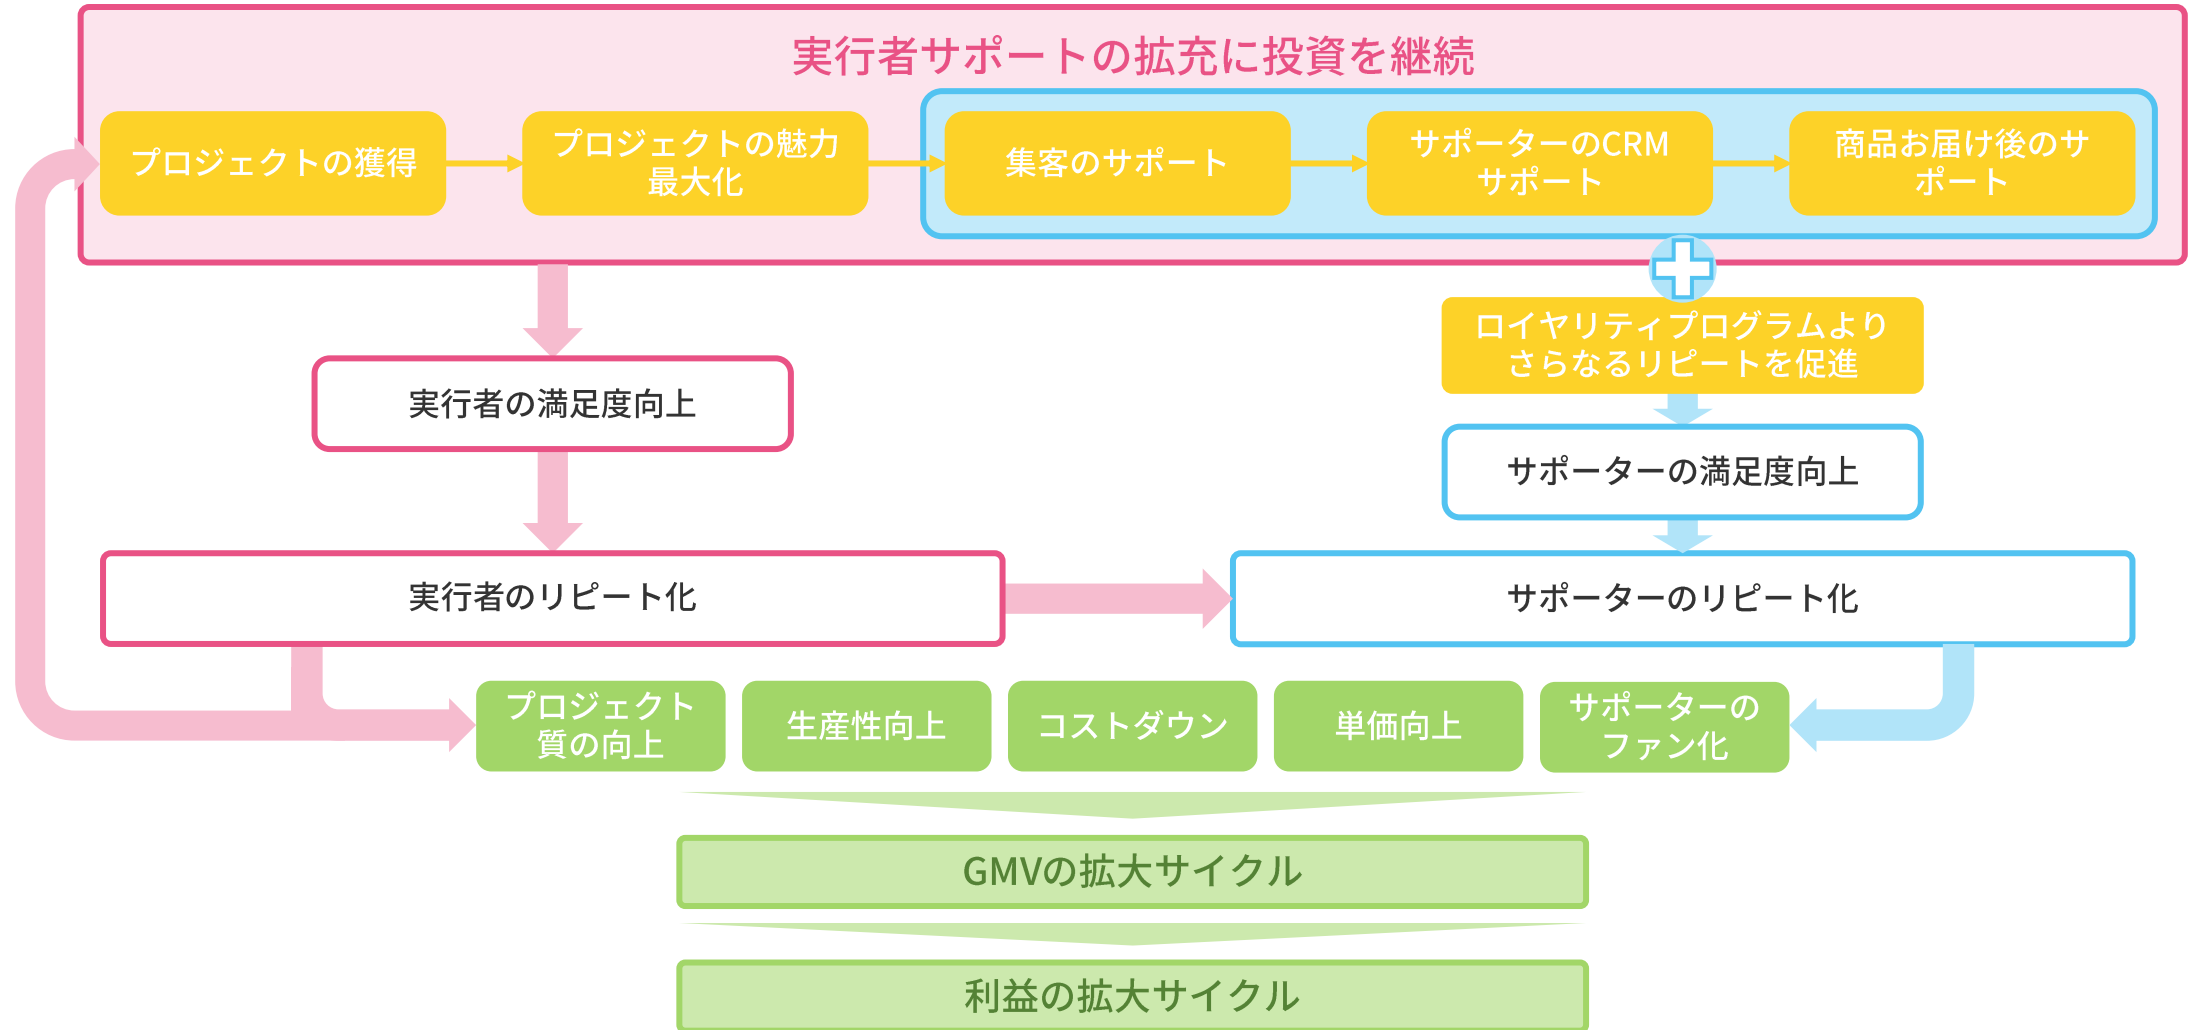 実行者サポートの拡充に投資を継続
プロジェクトの獲得
プロジェクトの魅力
最大化
集客のサポート
サポーターのCRM
サポート
商品お届け後のサ
ポート
ロイヤリティプログラムより
さらなるリピートを促進
実行者の満足度向上
サポーターの満足度向上
実行者のリピート化
サポーターのリピート化
プロジェクト
質の向上
生産性向上
コストダウン
単価向上
サポーターの
ファン化
GMVの拡大サイクル
利益の拡大サイクル